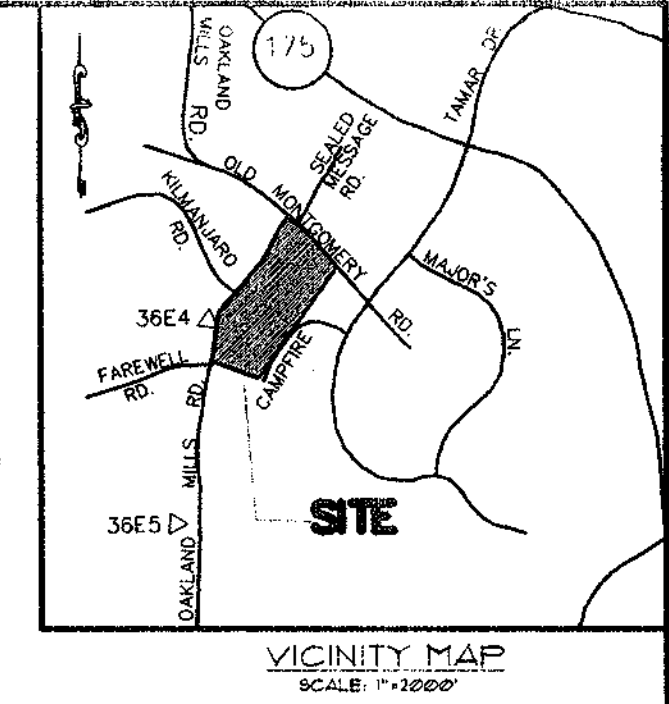 175
OAKLAND
MILLS RD.
TAMAR DR.
SEALED
MESSAGE
RD.
OLD MONTGOMERY RD.
KILMANJARO
RD.
MAJOR'S LN.
36E4
FAREWELL
RD.
CAMPFIRE
OAKLAND MILLS RD.
36E5
SITE
VICINITY MAP
SCALE: 1"=2000'